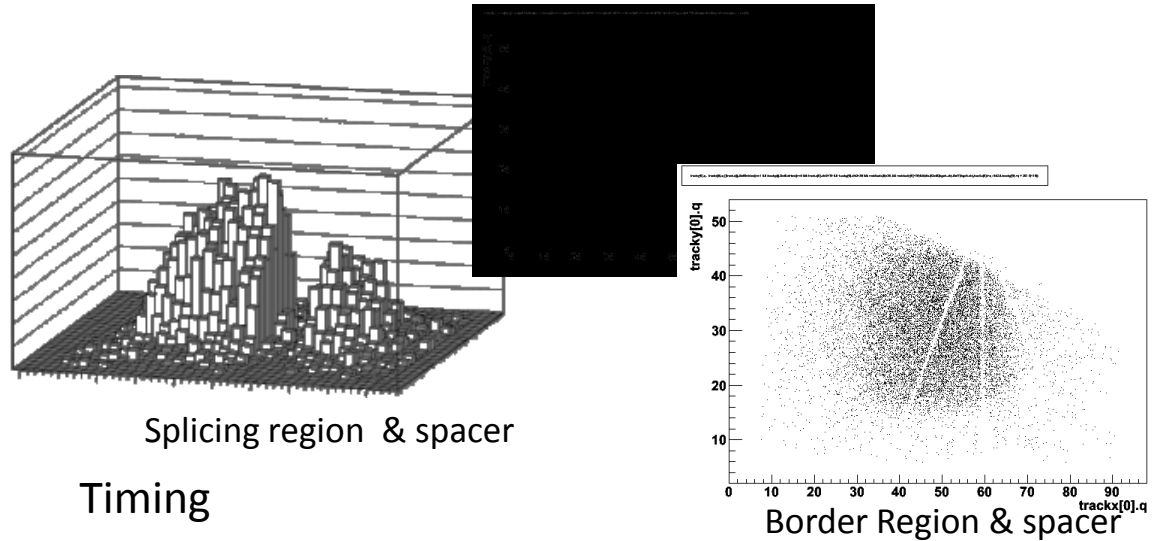 Splicing region & spacer
Timing
tracky[0].q
50
40
30
20
10
0 10 20 30 40 50 60 70 80 90
trackx[0].q
Border Region & spacer